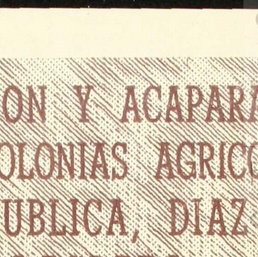 ON Y ACAPARA
OLONIAS AGRICO
UBLICA, DIAZ